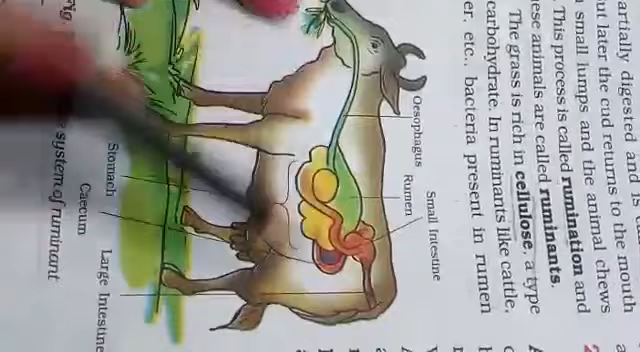 artially digested and is
ut later the cud returns to the mouth
small lumps and the animal chews
. This process is called rumination and
ese animals are called ruminants.
The grass is rich in cellulose, a type
carbohydrate. In ruminants like cattle,
er, etc., bacteria present in rumen
Oesophagus
Rumen
Small Intestine
Stomach
Caecum
Large Intestine
Fig.
system of ruminant